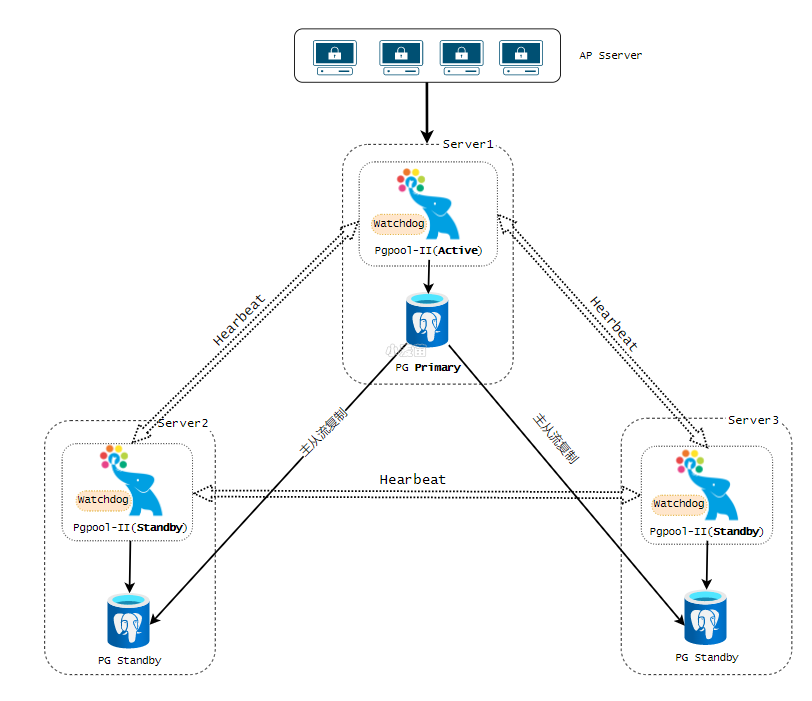 AP Sserver
Server1
Watchdog
Pgpool-II(Active)
Hearbeat
Hearbeat
PG Primary
主从流复制
主从流复制
Server2
Server3
Watchdog
Pgpool-II(Standby)
Hearbeat
Watchdog
Pgpool-II(Standby)
PG Standby
PG Standby